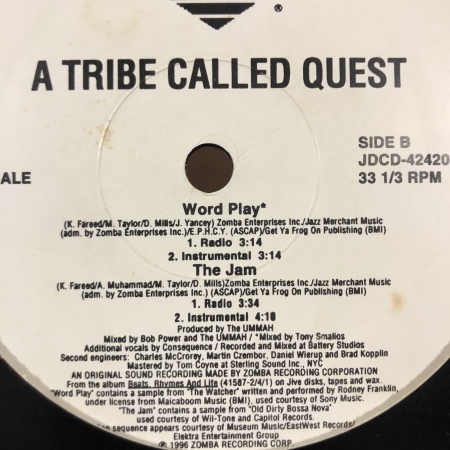 A TRIBE CALLED QUEST
SIDE B
JDCD-42420
ALE
33 1/3 RPM
Word Play*
(K. Fareed/M. Taylor/D. Mills/J. Yancey) Zomba Enterprises Inc./Jazz Merchant Music
(adm. by Zomba Enterprises Inc.)/E.P.H.C.Y. (ASCAP)/Get Ya Frog On Publishing (BMI)
1. Radio 3:14
2. Instrumental 3:14
The Jam
(K. Fareed/A. Muhammad/M. Taylor/D. Mills)Zomba Enterprises Inc./Jazz Merchant Music
(adm. by Zomba Enterprises Inc.) (ASCAP)/Get Ya Frog On Publishing (BMI)
1. Radio 3:34
2. Instrumental 4:10
Produced by The UMMAH
Mixed by Bob Power and The UMMAH / *Mixed by Tony Smalios
Additional vocals by Consequence / Recorded and Mixed at Battery Studios
Second engineers: Charles McCrorey, Martin Czembor, Daniel Wierup and Brad Kopplin
Mastered by Tom Coyne at Sterling Sound Inc., NYC
AN ORIGINAL SOUND RECORDING MADE BY ZOMBA RECORDING CORPORATION
From the album Beats, Rhymes And Life (41587-2/4/1) on Jive disks, tapes and wax.
"Word Play" contains a sample from "The Watcher" written and performed by Rodney Franklin,
under license from Maicaboom Music (BMI), used courtesy of Sony Music.
"The Jam" contains a sample from "Old Dirty Bossa Nova"
used courtesy of Wil-Tone and Capitol Records.
sequence appears courtesy of Museum Music/EastWest Records/
Elektra Entertainment Group
1996 ZOMBA RECORDING CORP.